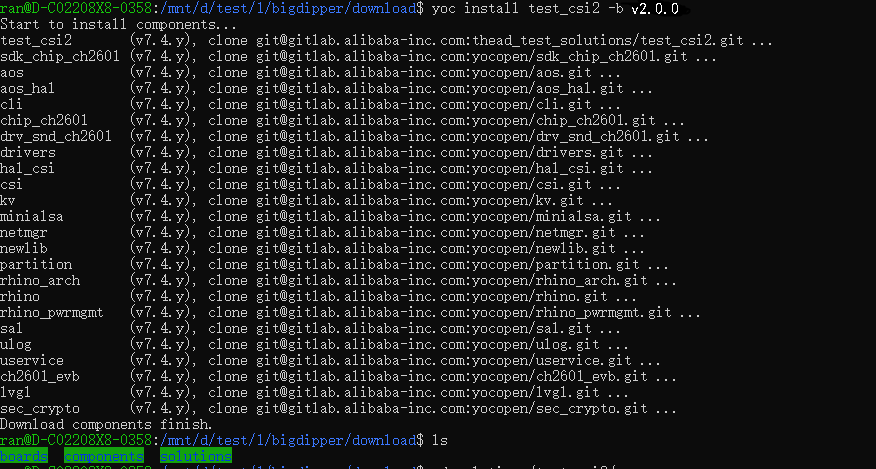 ran@D-C02208X8-0358:/mnt/d/test/1/bigdipper/download$ yoc install test_csi2 -b v2.0.0
Start to install components...
test_csi2 (v7.4.y), clone git@gitlab.alibaba-inc.com:thead_test_solutions/test_csi2.git ...
sdk_chip_ch2601 (v7.4.y), clone git@gitlab.alibaba-inc.com:yocopen/sdk_chip_ch2601.git ...
aos (v7.4.y), clone git@gitlab.alibaba-inc.com:yocopen/aos.git ...
aos_hal (v7.4.y), clone git@gitlab.alibaba-inc.com:yocopen/aos_hal.git ...
cli (v7.4.y), clone git@gitlab.alibaba-inc.com:yocopen/cli.git ...
chip_ch2601 (v7.4.y), clone git@gitlab.alibaba-inc.com:yocopen/chip_ch2601.git ...
drv_snd_ch2601 (v7.4.y), clone git@gitlab.alibaba-inc.com:yocopen/drv_snd_ch2601.git ...
drivers (v7.4.y), clone git@gitlab.alibaba-inc.com:yocopen/drivers.git ...
hal_csi (v7.4.y), clone git@gitlab.alibaba-inc.com:yocopen/hal_csi.git ...
csi (v7.4.y), clone git@gitlab.alibaba-inc.com:yocopen/csi.git ...
kv (v7.4.y), clone git@gitlab.alibaba-inc.com:yocopen/kv.git ...
minialsa (v7.4.y), clone git@gitlab.alibaba-inc.com:yocopen/minialsa.git ...
netmgr (v7.4.y), clone git@gitlab.alibaba-inc.com:yocopen/netmgr.git ...
newlib (v7.4.y), clone git@gitlab.alibaba-inc.com:yocopen/newlib.git ...
partition (v7.4.y), clone git@gitlab.alibaba-inc.com:yocopen/partition.git ...
rhino_arch (v7.4.y), clone git@gitlab.alibaba-inc.com:yocopen/rhino_arch.git ...
rhino (v7.4.y), clone git@gitlab.alibaba-inc.com:yocopen/rhino.git ...
rhino_pwrmgmt (v7.4.y), clone git@gitlab.alibaba-inc.com:yocopen/rhino_pwrmgmt.git ...
sal (v7.4.y), clone git@gitlab.alibaba-inc.com:yocopen/sal.git ...
ulog (v7.4.y), clone git@gitlab.alibaba-inc.com:yocopen/ulog.git ...
uservice (v7.4.y), clone git@gitlab.alibaba-inc.com:yocopen/uservice.git ...
ch2601_evb (v7.4.y), clone git@gitlab.alibaba-inc.com:yocopen/ch2601_evb.git ...
lvgl (v7.4.y), clone git@gitlab.alibaba-inc.com:yocopen/lvgl.git ...
sec_crypto (v7.4.y), clone git@gitlab.alibaba-inc.com:yocopen/sec_crypto.git ...
Download components finish.
ran@D-C02208X8-0358:/mnt/d/test/1/bigdipper/download$ ls
boards components solutions